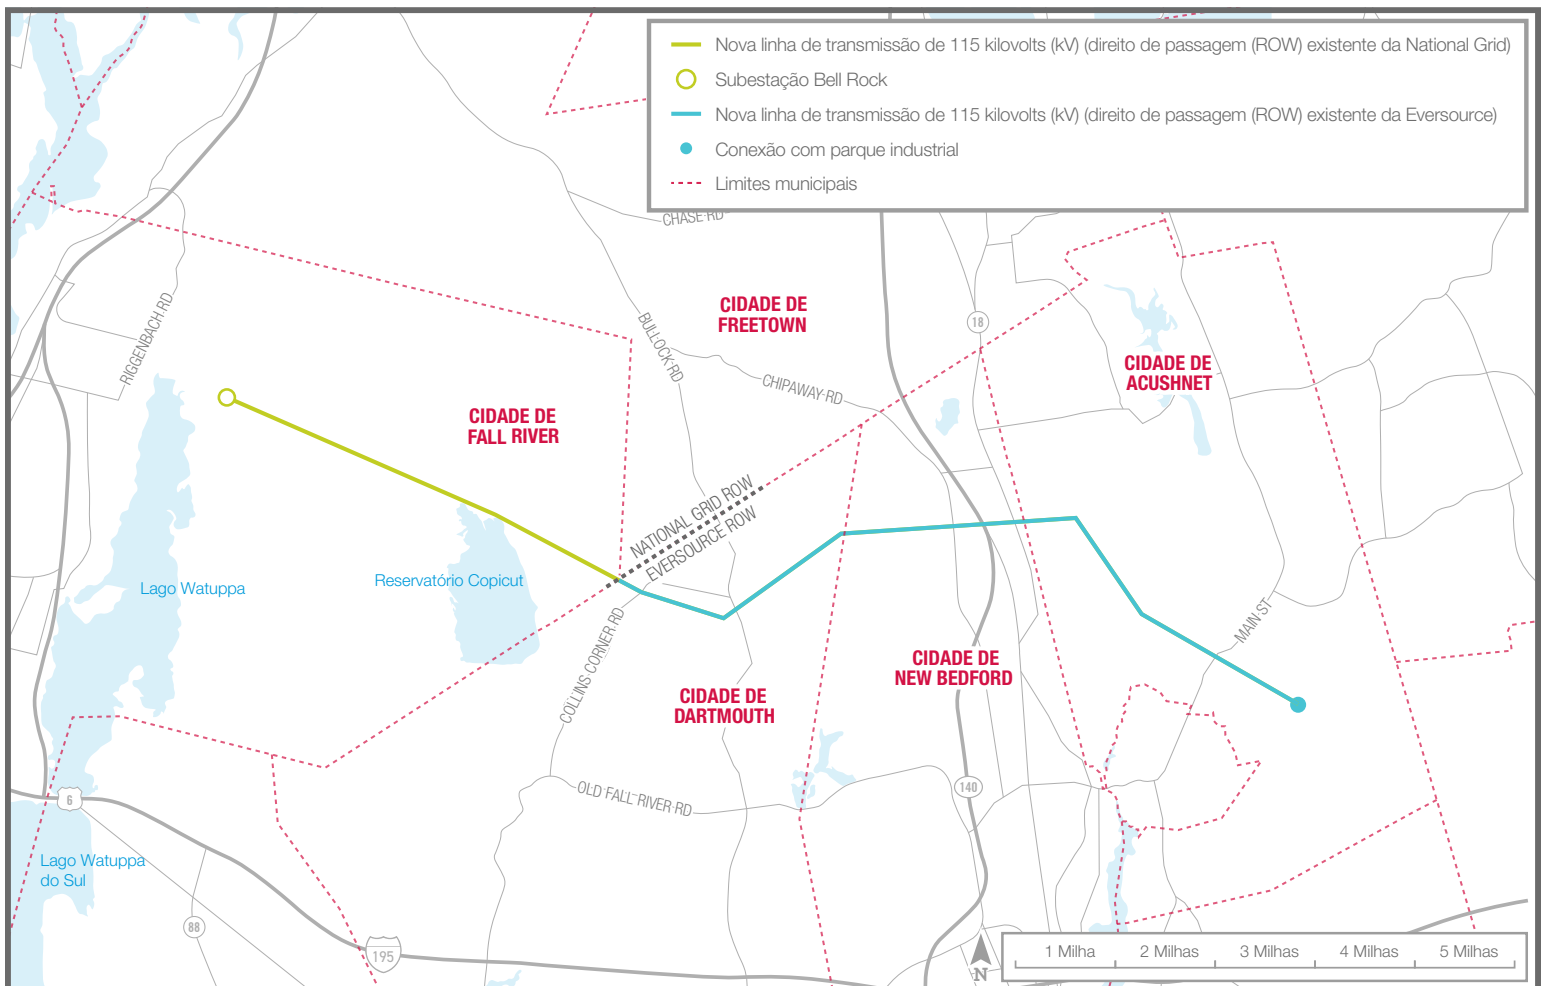 Nova linha de transmissão de 115 kilovolts (kV) (direito de passagem (ROW) existente da National Grid)
Subestação Bell Rock
Nova linha de transmissão de 115 kilovolts (kV) (direito de passagem (ROW) existente da Eversource)
Conexão com parque industrial
Limites municipais
CHASE RD
RIGGENBACH RD
BULLOCK RD
CIDADE DE
FREETOWN
18
CHIPAWAY RD
CIDADE DE
ACUSHNET
CIDADE DE
FALL RIVER
NATIONAL GRID ROW
EVERSOURCE ROW
Lago Watuppa
Reservatório Copicut
COLLINS CORNER RD
MAIN ST
CIDADE DE
NEW BEDFORD
CIDADE DE
DARTMOUTH
OLD FALL RIVER RD
140
6
Lago Watuppa
do Sul
88
195
N
1 Milha
2 Milhas
3 Milhas
4 Milhas
5 Milhas